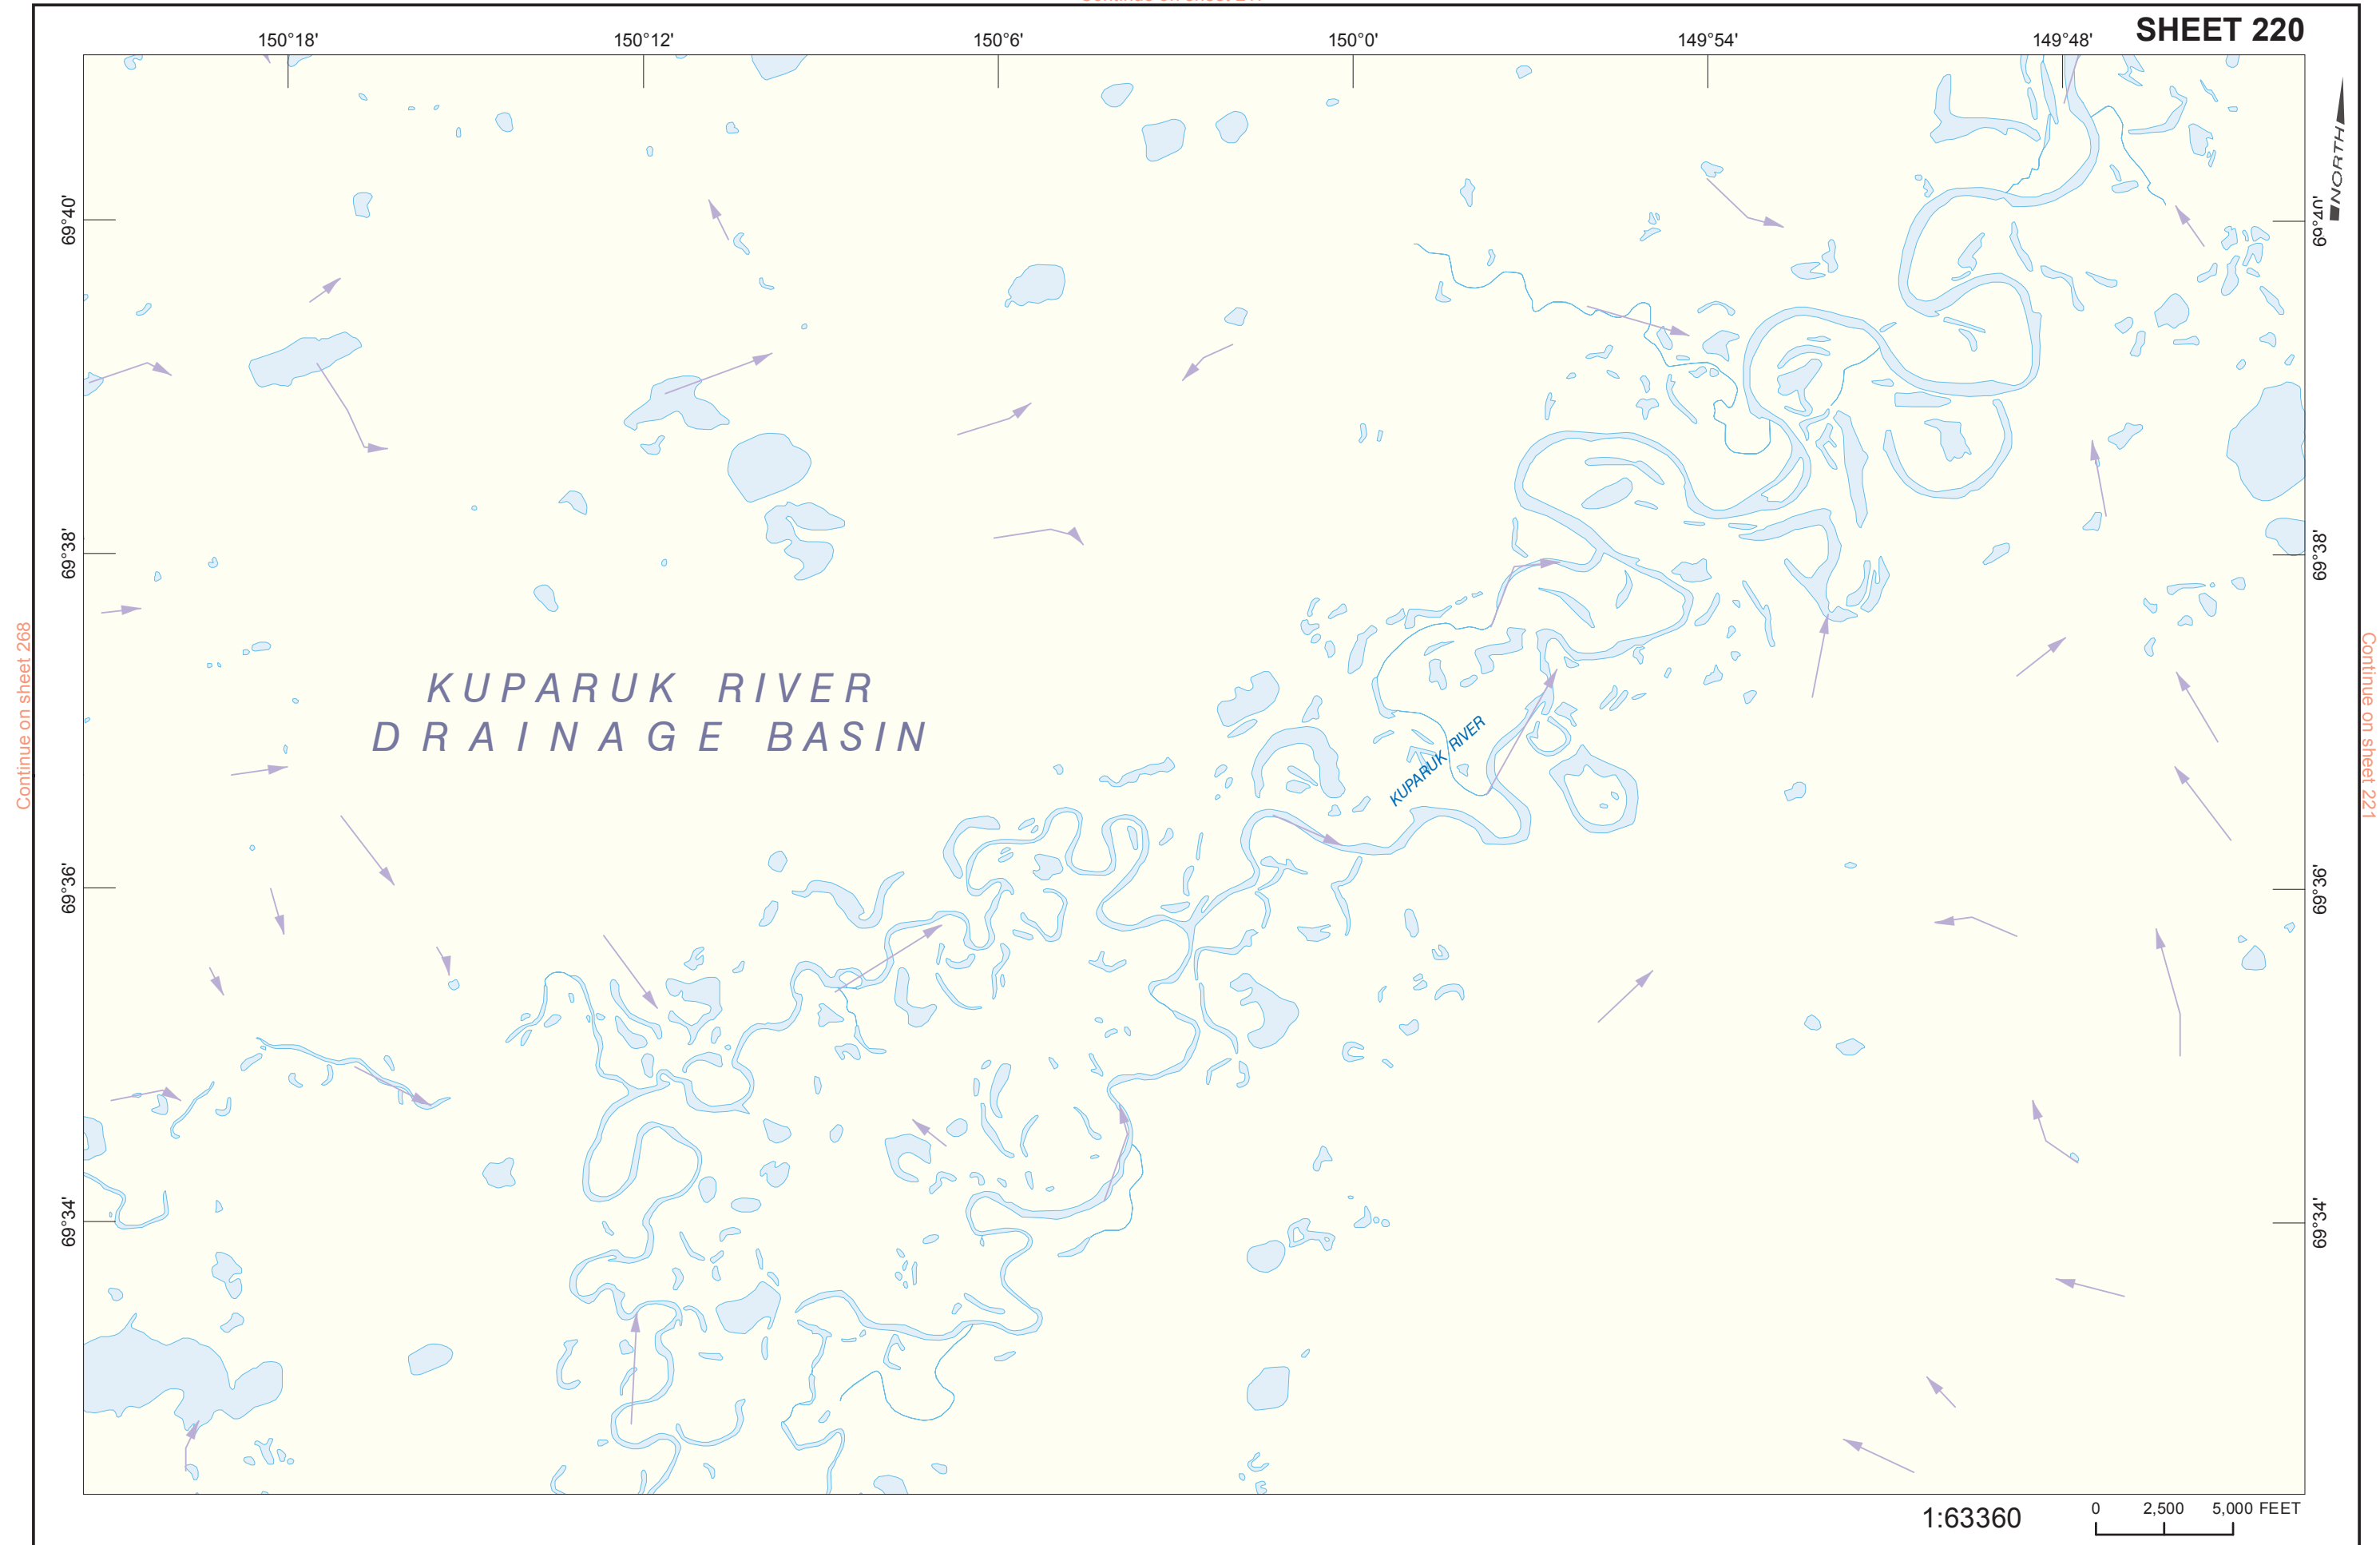 SHEET 220
150°18'
150°12'
150°6'
150°0'
149°54'
149°48'
NORTH
69°40'
69°40'
69°38'
69°38'
Continue on sheet 268
Continue on sheet 221
KUPARUK RIVER
DRAINAGE BASIN
KUPARUK RIVER
69°36'
69°36'
69°34'
69°34'
1:63360
0 2,500 5,000 FEET